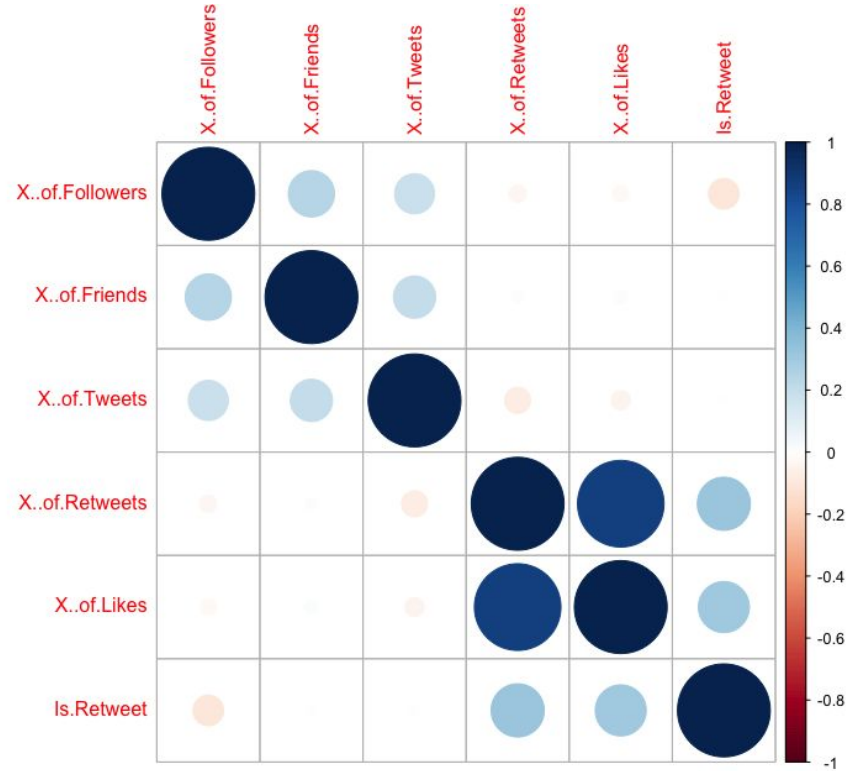 X..of.Followers
X..of.Friends
X..of.Tweets
X..of.Retweets
X..of.Likes
Is.Retweet
X..of.Followers
X..of.Friends
X..of.Tweets
X..of.Retweets
X..of.Likes
Is.Retweet
1
0.8
0.6
0.4
0.2
0
-0.2
-0.4
-0.6
-0.8
-1